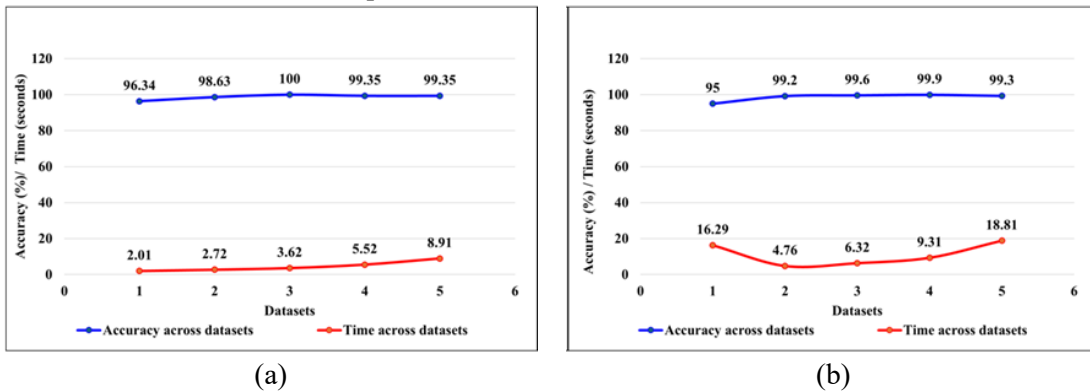 120
100
80
60
40
20
0
Accuracy (%)/ Time (seconds)
96.34 98.63 100 99.35 99.35
2.01 2.72 3.62 5.52 8.91
0 1 2 3 4 5 6
Datasets
Accuracy across datasets Time across datasets
(a)
120
100
80
60
40
20
0
Accuracy (%) / Time (seconds)
95 99.2 99.6 99.9 99.3
16.29 4.76 6.32 9.31 18.81
0 1 2 3 4 5 6
Datasets
Accuracy across datasets Time across datasets
(b)